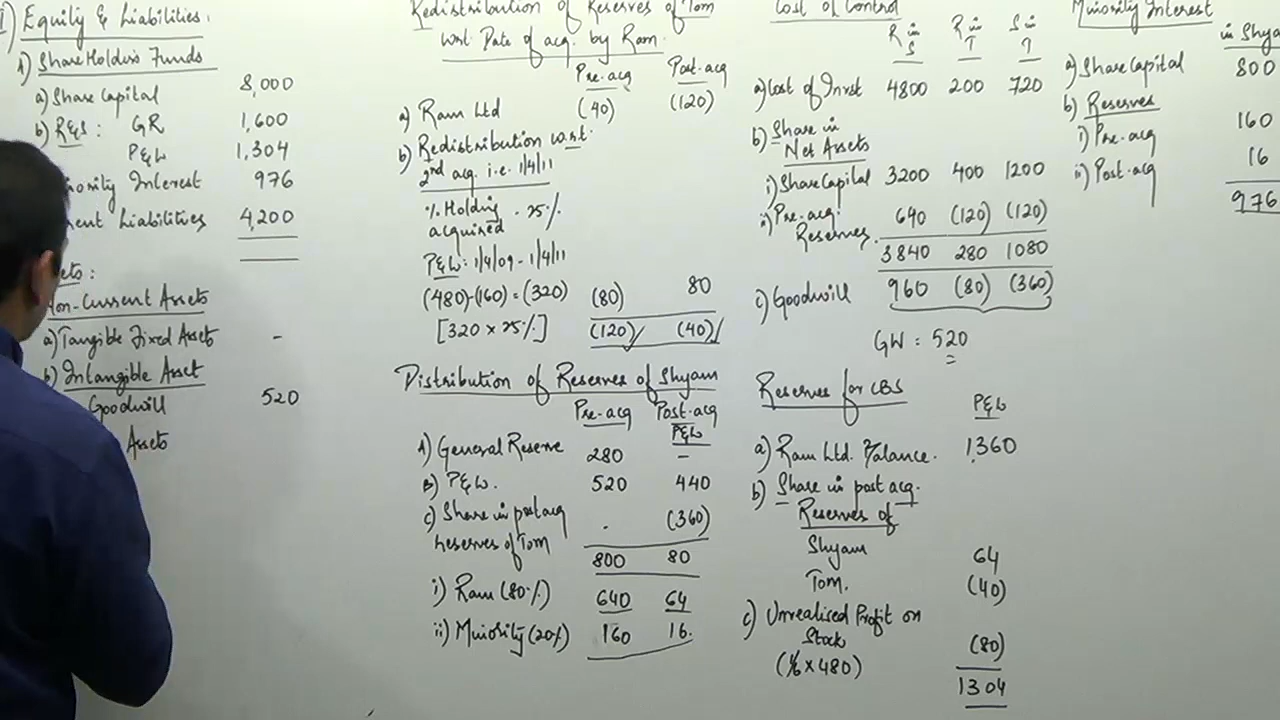 I) Equity & Liabilities:
1) ShareHolder's Funds
a) Share Capital 8,000
b) R&S: GR 1,600
P&L 1,304
Interest 976
Liabilities 4,200
Non-Current Assets
a) Tangible Fixed Assets -
b) Intangible Asset
Goodwill 520
Assets
Redistribution of Reserves of Tom
w.r.t. Date of acq. by Ram.
Pre-acq Post-acq
a) Ram Ltd (40) (120)
b) Redistribution w.r.t.
2nd acq. i.e. 1/4/11
% Holding acquired - 25%
P&L: 1/4/09 - 1/4/11
(480)-(160) = (320) (80) 80
[320 x 25%] (120) (40)
Distribution of Reserves of Shyam
Pre-acq Post-acq
P&L
A) General Reserve 280 -
B) P&L. 520 440
C) Share in post acq - (360)
reserves of Tom
800 80
i) Ram (80%) 640 64
ii) Minority (20%) 160 16.
Cost of Control
R in S R in T S in T
a) Cost of Invst 4800 200 720
b) Share in
Net Assets
i) Share Capital 3200 400 1200
ii) Pre-acq. 640 (120) (120)
Reserves.
3840 280 1080
c) Goodwill 960 (80) (360)
GW : 520
Reserves for CBS
P&L
a) Ram Ltd. Balance. 1,360
b) Share in post acq.
Reserves of
Shyam 64
Tom. (40)
c) Unrealised Profit on
Stock (80)
(1/6 x 480)
1304
Minority Interest
in Shya
a) Share Capital 800
b) Reserves
i) Pre-acq 160
ii) Post-acq 16
976